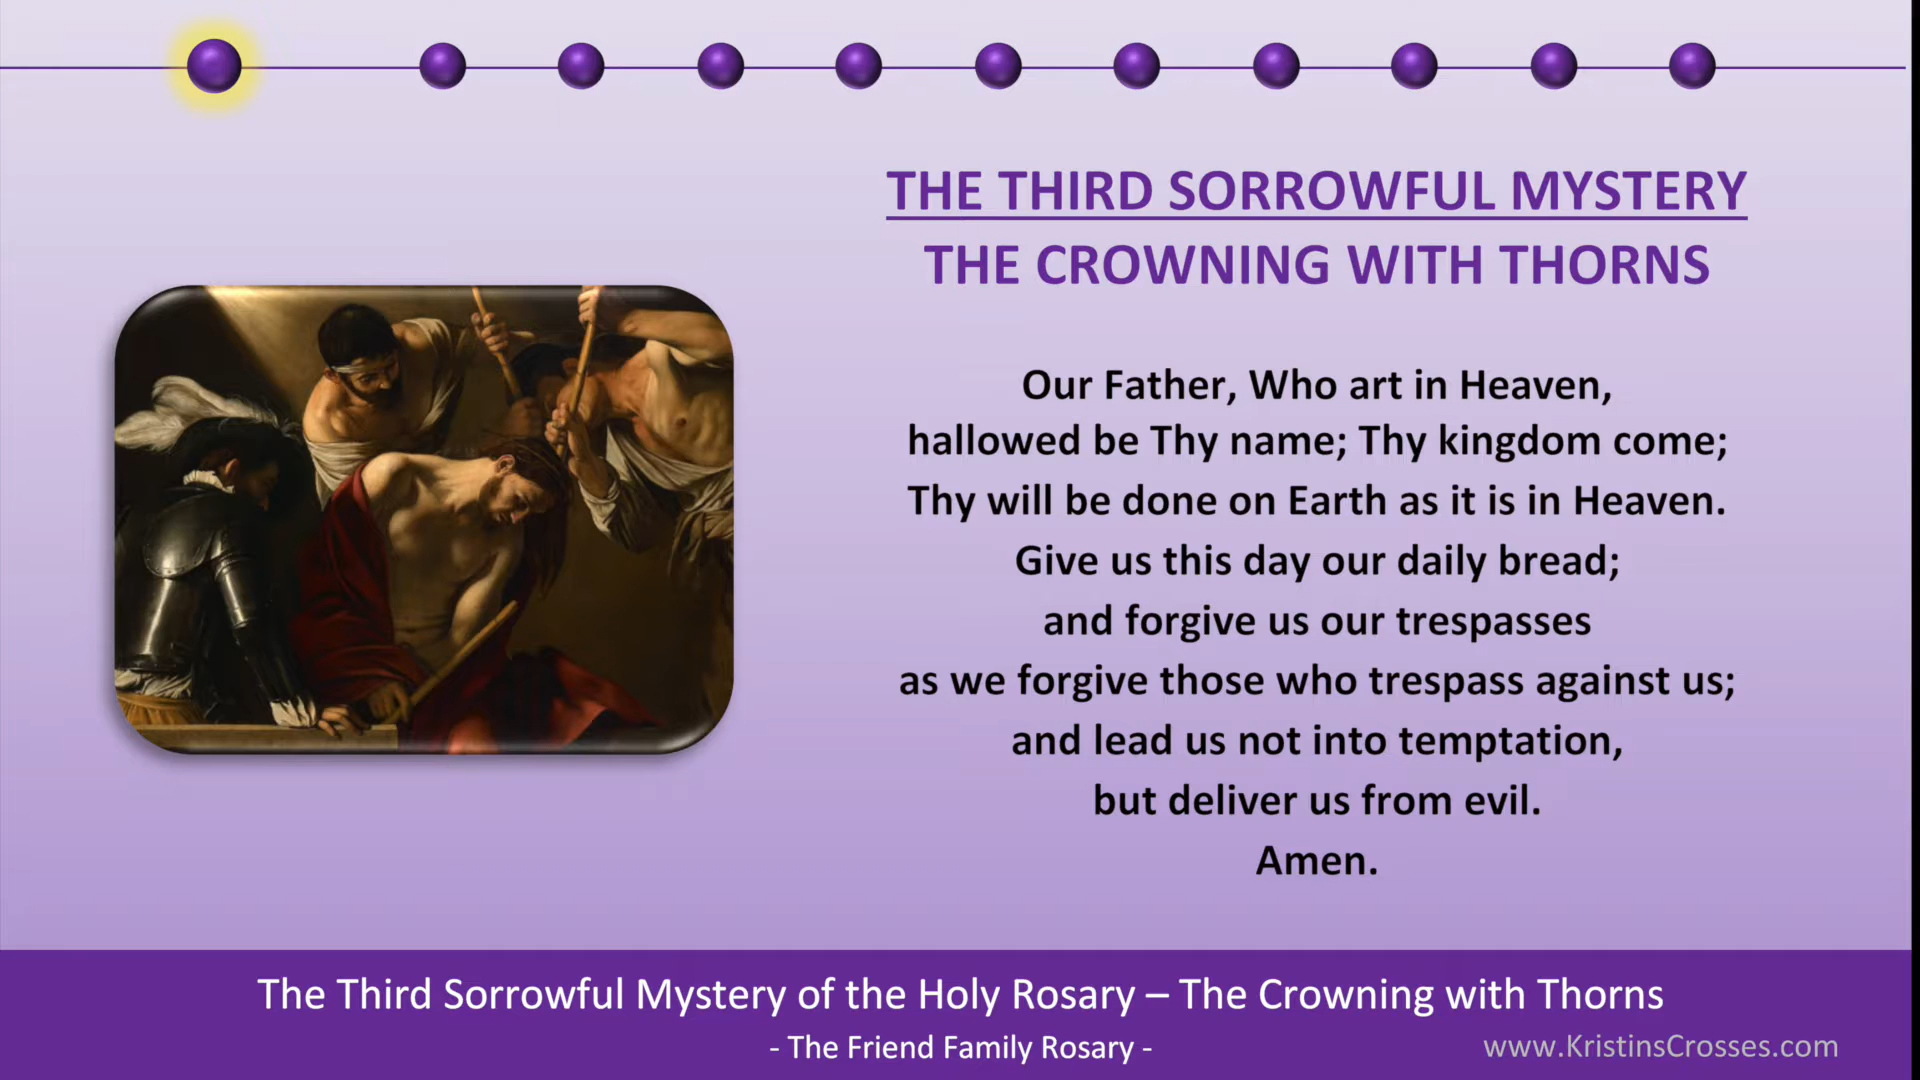 THE THIRD SORROWFUL MYSTERY
THE CROWNING WITH THORNS
Our Father, Who art in Heaven,
hallowed be Thy name; Thy kingdom come;
Thy will be done on Earth as it is in Heaven.
Give us this day our daily bread;
and forgive us our trespasses
as we forgive those who trespass against us;
and lead us not into temptation,
but deliver us from evil.
Amen.
The Third Sorrowful Mystery of the Holy Rosary – The Crowning with Thorns
- The Friend Family Rosary -
www.KristinsCrosses.com